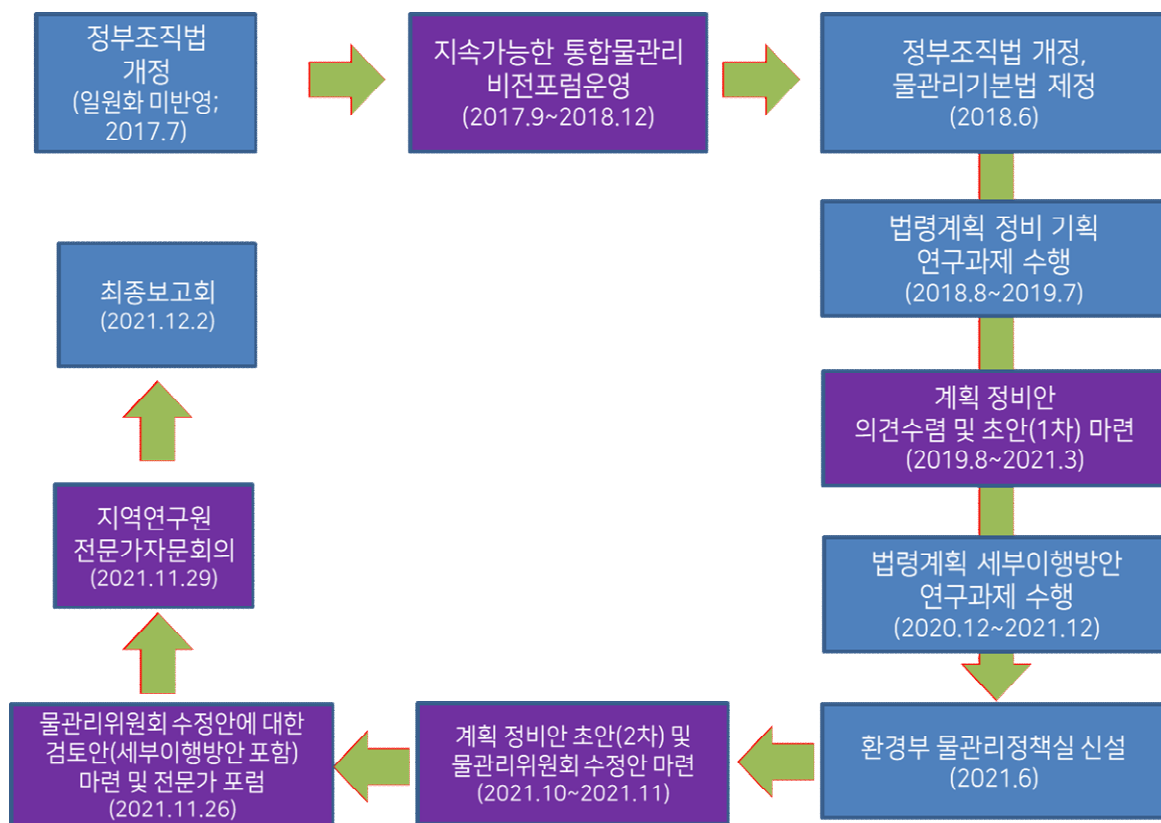 정부조직법
개정
(일원화 미반영;
2017.7)
지속가능한 통합물관리
비전포럼운영
(2017.9~2018.12)
정부조직법 개정,
물관리기본법 제정
(2018.6)
법령계획 정비 기획
연구과제 수행
(2018.8~2019.7)
계획 정비안
의견수렴 및 초안(1차) 마련
(2019.8~2021.3)
법령계획 세부이행방안
연구과제 수행
(2020.12~2021.12)
환경부 물관리정책실 신설
(2021.6)
계획 정비안 초안(2차) 및
물관리위원회 수정안 마련
(2021.10~2021.11)
물관리위원회 수정안에 대한
검토안(세부이행방안 포함)
마련 및 전문가 포럼
(2021.11.26)
지역연구원
전문가자문회의
(2021.11.29)
최종보고회
(2021.12.2)